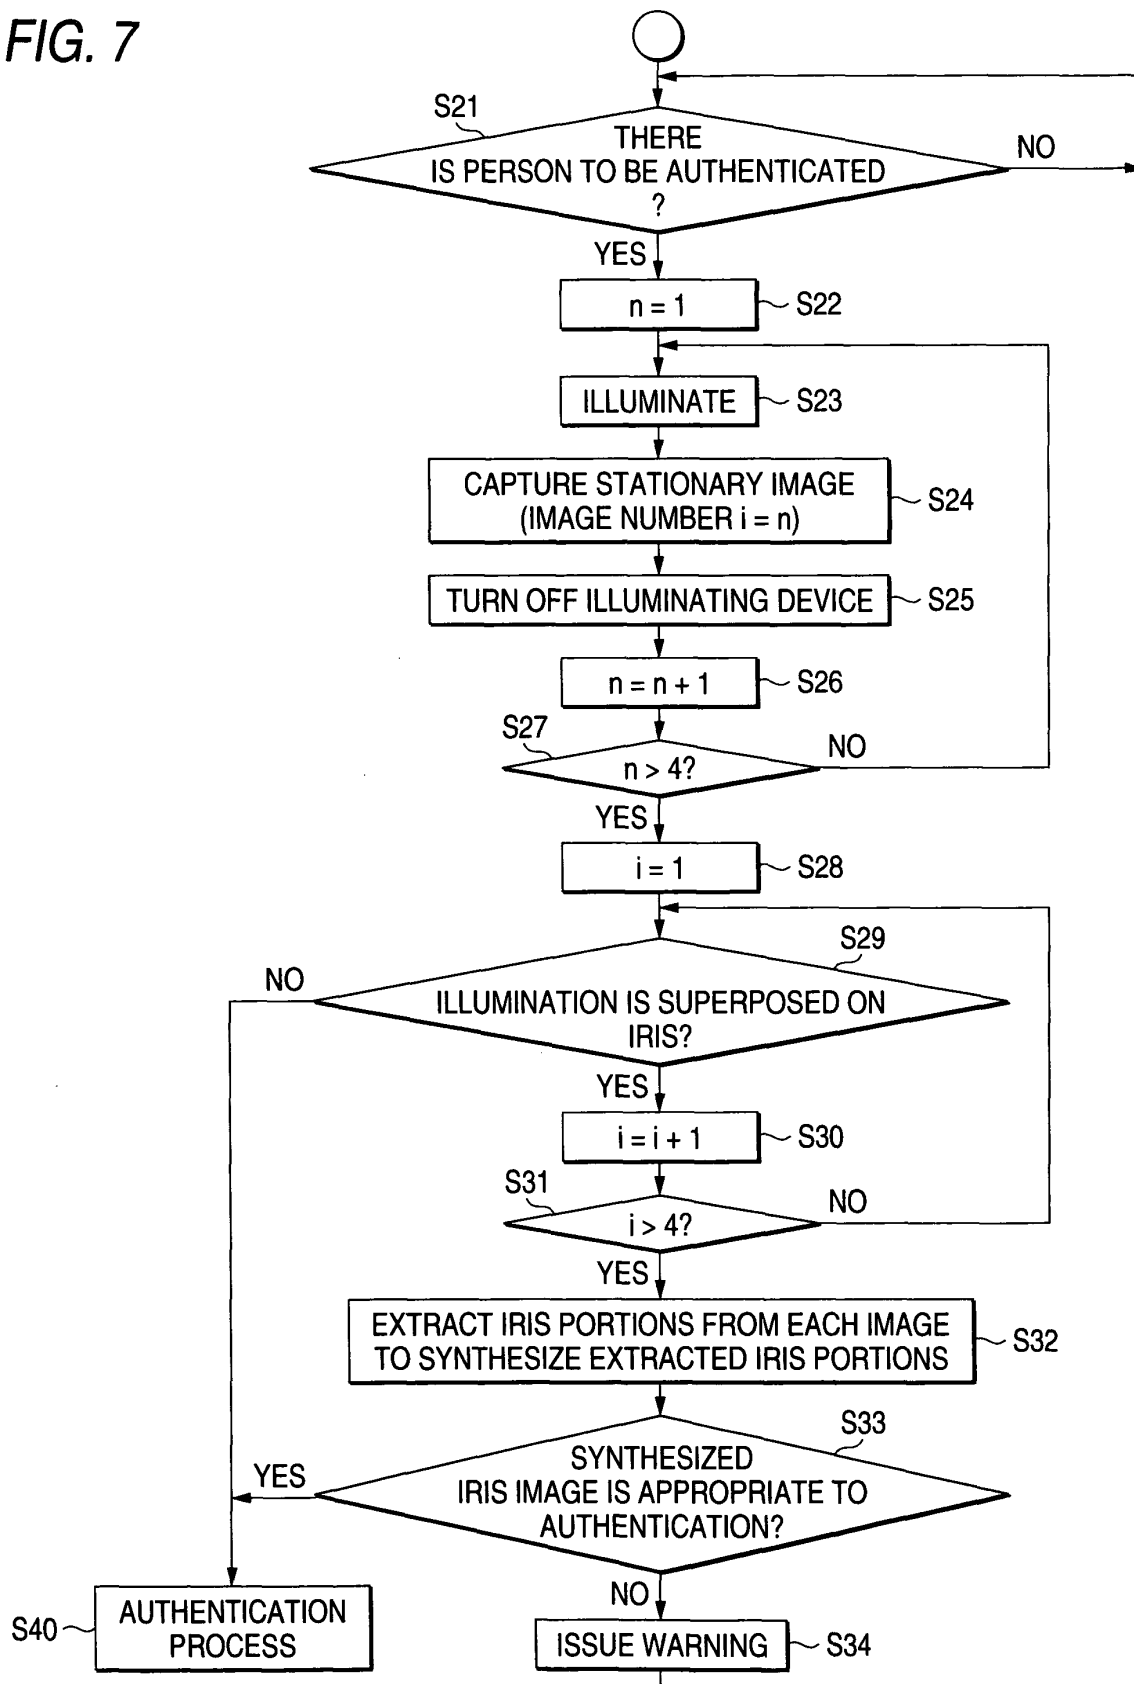 FIG. 7
S21
THERE
IS PERSON TO BE AUTHENTICATED
?
NO
YES
n = 1
S22
ILLUMINATE
S23
CAPTURE STATIONARY IMAGE
(IMAGE NUMBER i = n)
S24
TURN OFF ILLUMINATING DEVICE
S25
n = n + 1
S26
S27
n > 4?
NO
YES
i = 1
S28
S29
NO
ILLUMINATION IS SUPERPOSED ON
IRIS?
YES
i = i + 1
S30
S31
i > 4?
NO
YES
EXTRACT IRIS PORTIONS FROM EACH IMAGE
TO SYNTHESIZE EXTRACTED IRIS PORTIONS
S32
S33
YES
SYNTHESIZED
IRIS IMAGE IS APPROPRIATE TO
AUTHENTICATION?
NO
S40
AUTHENTICATION
PROCESS
ISSUE WARNING
S34